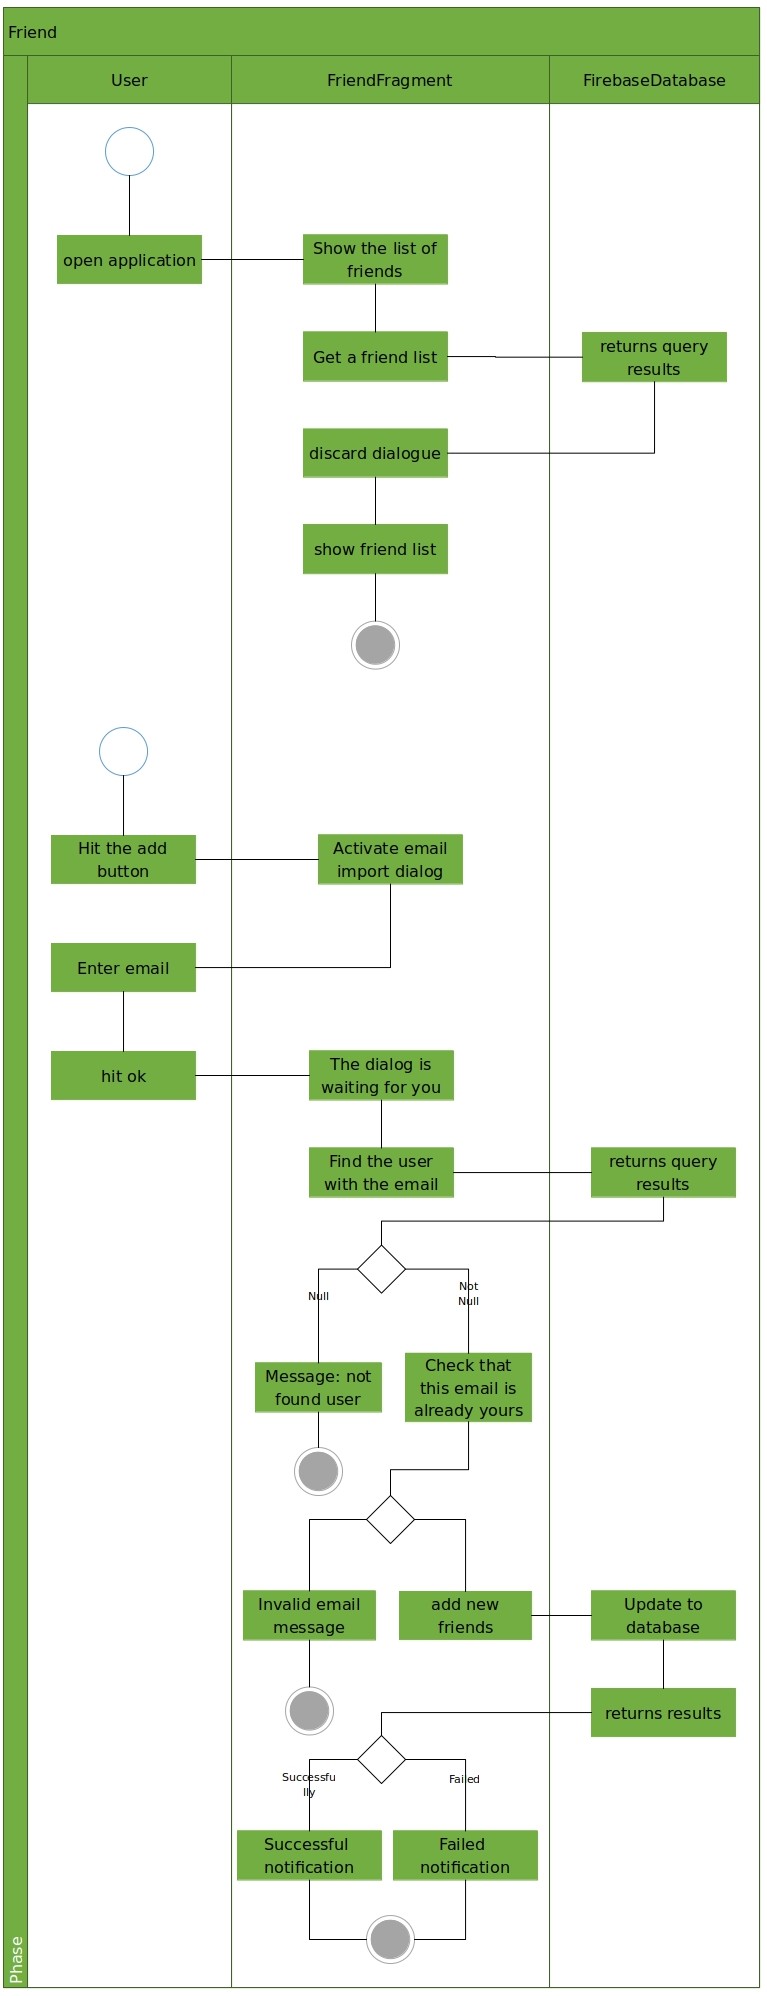 Friend
User
FriendFragment
FirebaseDatabase
open application
Show the list of
friends
Get a friend list
returns query
results
discard dialogue
show friend list
Hit the add
button
Activate email
import dialog
Enter email
hit ok
The dialog is
waiting for you
Find the user
with the email
returns query
results
Null
Not
Null
Message: not
found user
Check that
this email is
already yours
Invalid email
message
add new
friends
Update to
database
returns results
Successfu
lly
Failed
Successful
notification
Failed
notification
Phase